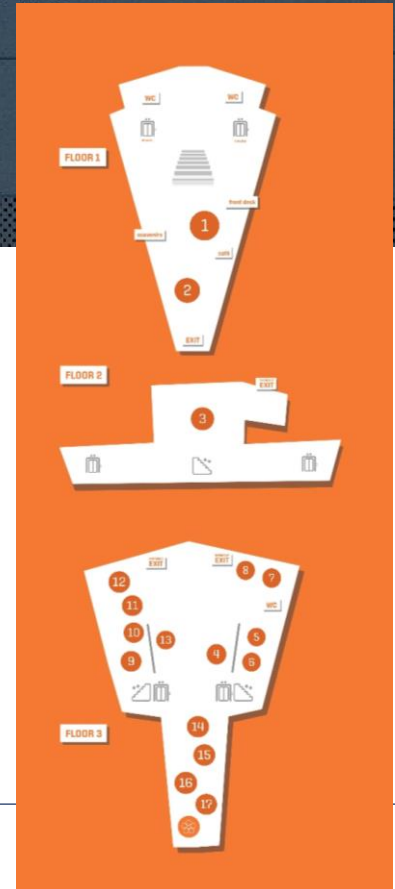 WC
WC
FLOOR 1
front desk
1
souvenirs
café
2
EXIT
FLOOR 2
EXIT
3
EXIT
EXIT
8
7
12
WC
11
10
13
5
4
9
6
14
FLOOR 3
15
16
17